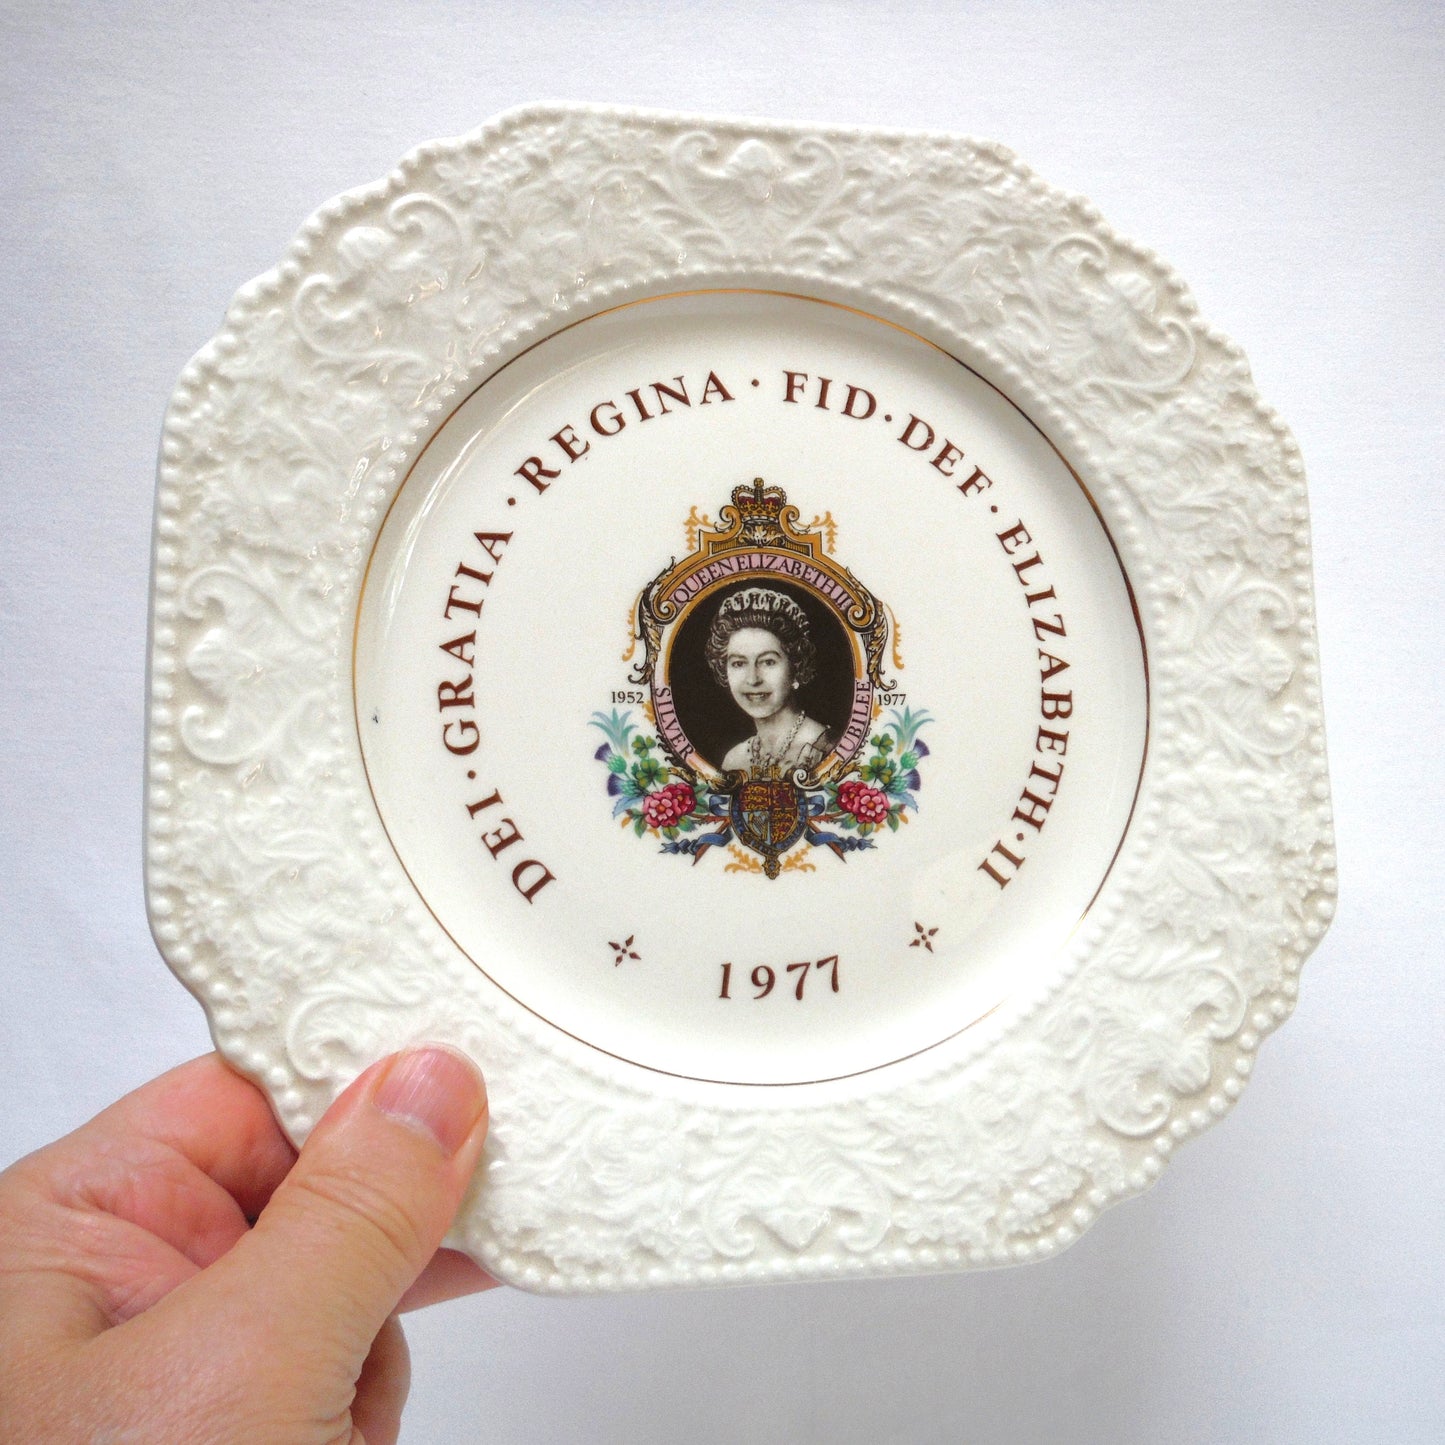 DEI · GRATIA · REGINA · FID · DEF · ELIZABETH · II
QUEEN ELIZABETH II
1952
1977
SILVER
JUBILEE
E R
1977